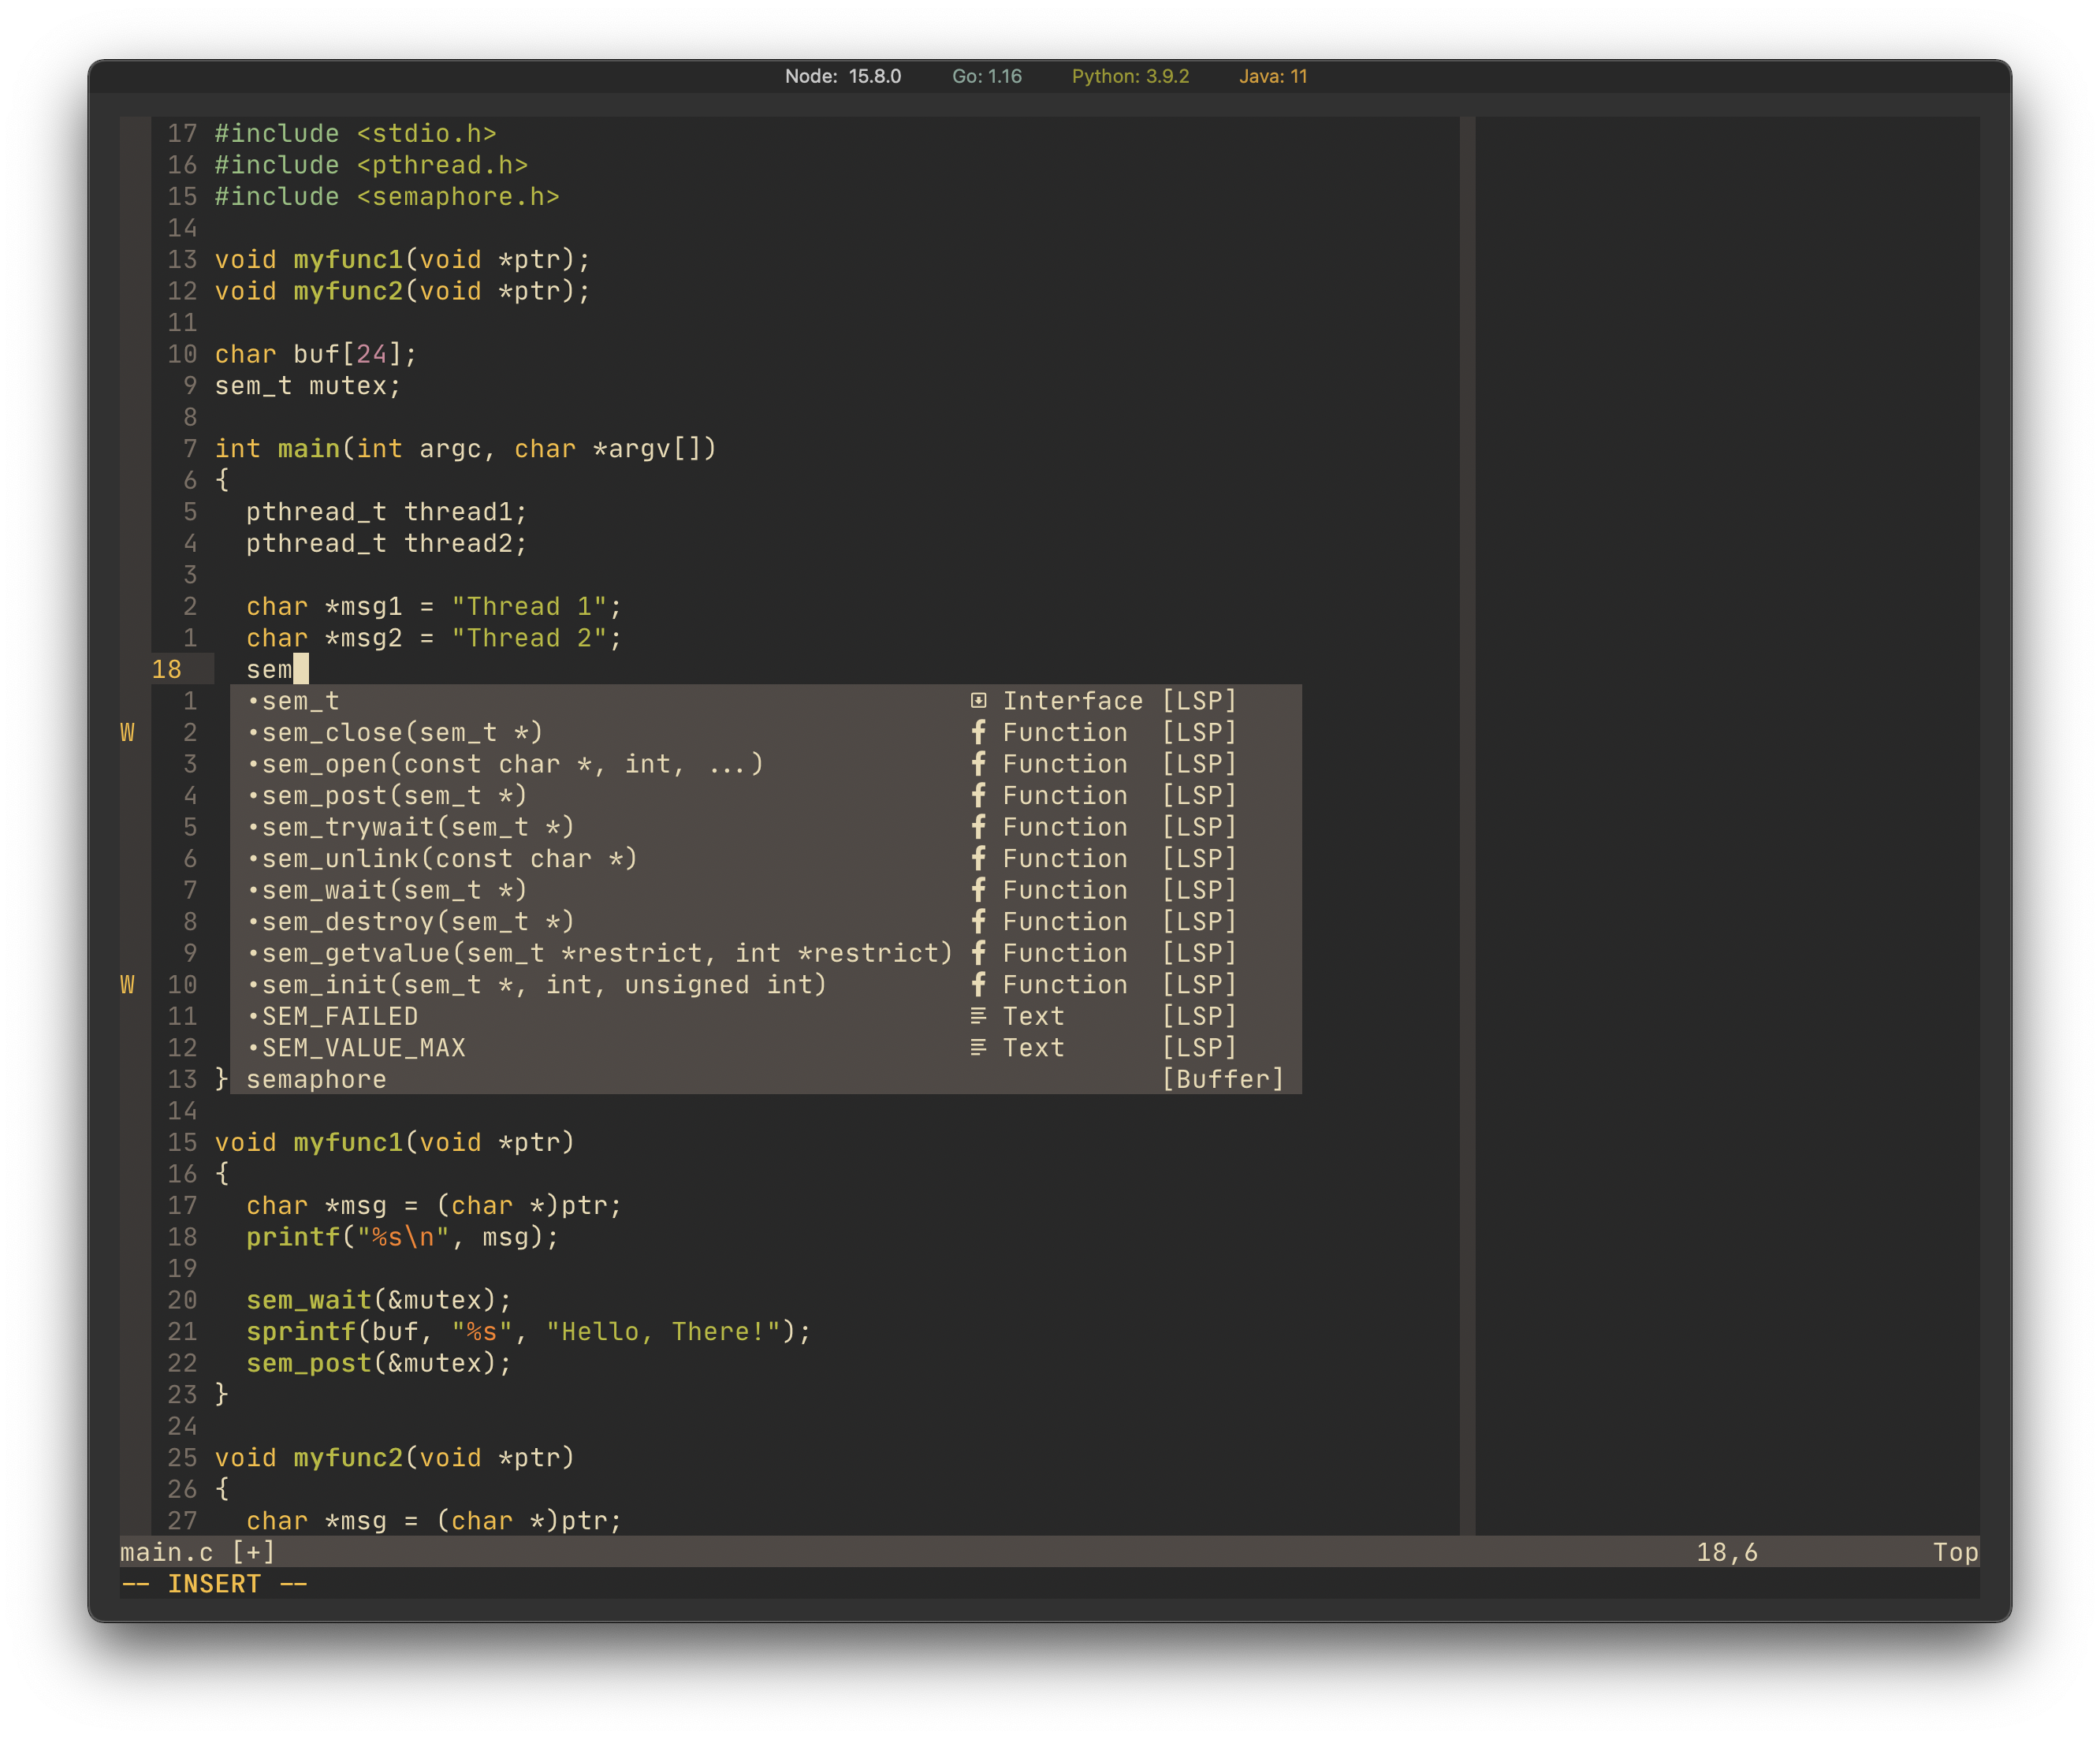 Node: 15.8.0 Go: 1.16 Python: 3.9.2 Java: 11
17 #include <stdio.h>
16 #include <pthread.h>
15 #include <semaphore.h>
14
13 void myfunc1(void *ptr);
12 void myfunc2(void *ptr);
11
10 char buf[24];
9 sem_t mutex;
8
7 int main(int argc, char *argv[])
6 {
5   pthread_t thread1;
4   pthread_t thread2;
3
2   char *msg1 = "Thread 1";
1   char *msg2 = "Thread 2";
18   sem
1 •sem_t Interface [LSP]
W 2 •sem_close(sem_t *) f Function [LSP]
3 •sem_open(const char *, int, ...) f Function [LSP]
4 •sem_post(sem_t *) f Function [LSP]
5 •sem_trywait(sem_t *) f Function [LSP]
6 •sem_unlink(const char *) f Function [LSP]
7 •sem_wait(sem_t *) f Function [LSP]
8 •sem_destroy(sem_t *) f Function [LSP]
9 •sem_getvalue(sem_t *restrict, int *restrict) f Function [LSP]
W 10 •sem_init(sem_t *, int, unsigned int) f Function [LSP]
11 •SEM_FAILED Text [LSP]
12 •SEM_VALUE_MAX Text [LSP]
13 } semaphore [Buffer]
14
15 void myfunc1(void *ptr)
16 {
17   char *msg = (char *)ptr;
18   printf("%s\n", msg);
19
20   sem_wait(&mutex);
21   sprintf(buf, "%s", "Hello, There!");
22   sem_post(&mutex);
23 }
24
25 void myfunc2(void *ptr)
26 {
27   char *msg = (char *)ptr;
main.c [+] 18,6 Top
-- INSERT --